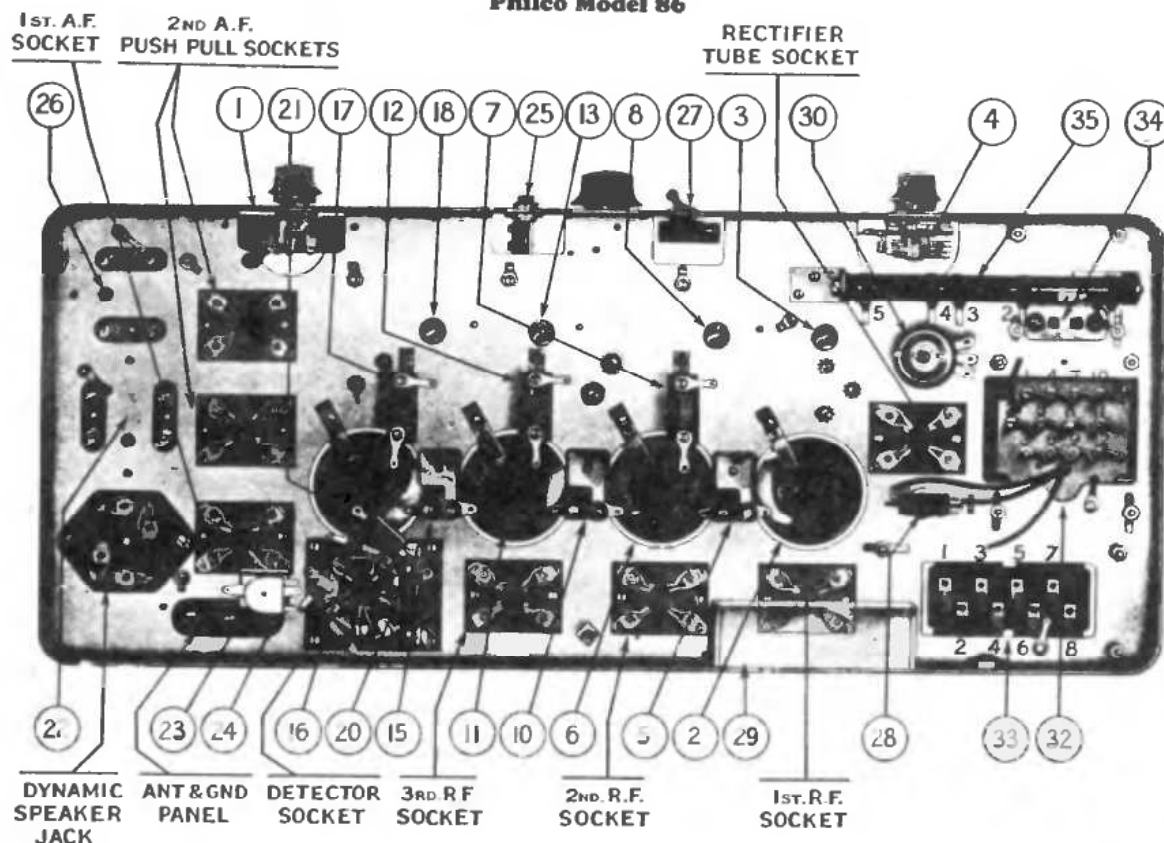 Philco Model 86
1ST. A.F.
SOCKET
2ND A.F.
PUSH PULL SOCKETS
RECTIFIER
TUBE SOCKET
26 1 21 17 12 18 7 25 13 8 27 3 30 4 35 34
5 4 3 2 1
1 3 5 7
2 4 6 8
22 23 24 16 20 15 11 10 6 5 2 29 28 33 32
DYNAMIC
SPEAKER
JACK
ANT & GND
PANEL
DETECTOR
SOCKET
3RD. R F
SOCKET
2ND. R.F.
SOCKET
1ST. R.F.
SOCKET